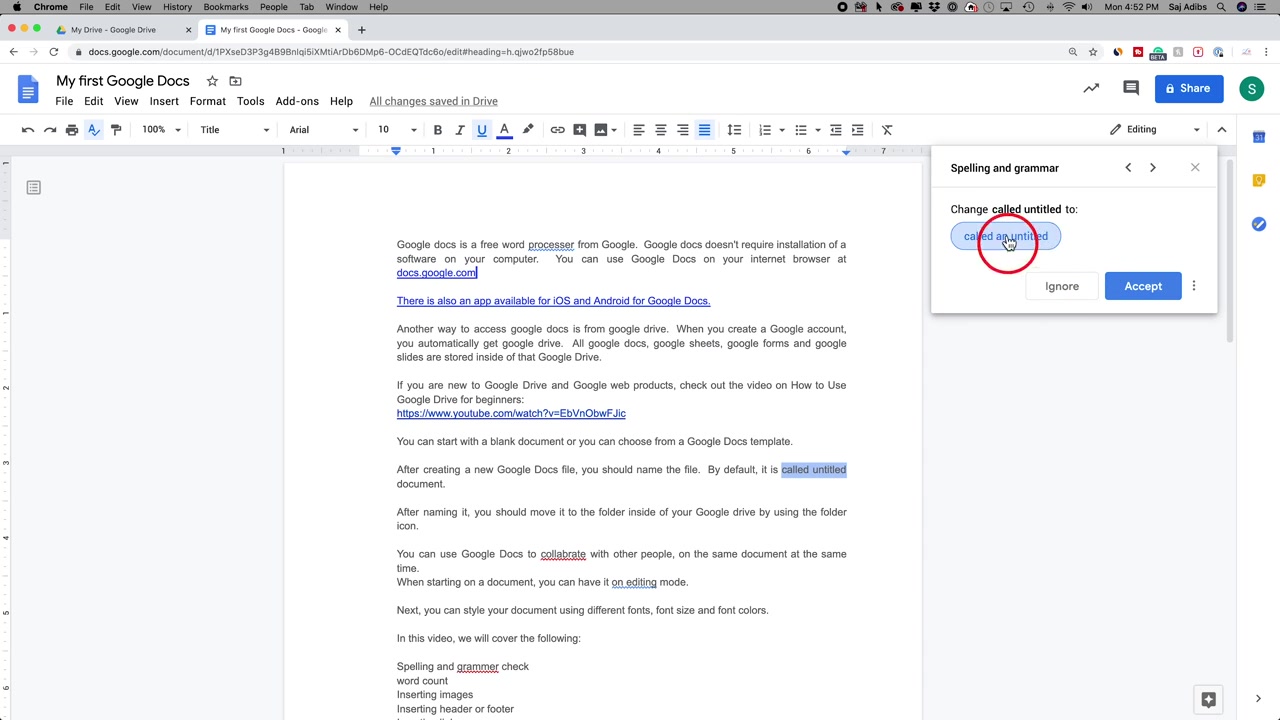 Chrome File Edit View History Bookmarks People Tab Window Help Mon 4:52 PM Saj Adibs
My Drive - Google Drive My first Google Docs - Google
docs.google.com/document/d/1PXseD3P3g4B9BnIqi5iXMtiArDb6DMp6-OCdEQTdc6o/edit#heading=h.qjwo2fp58bue
BETA
My first Google Docs
File Edit View Insert Format Tools Add-ons Help All changes saved in Drive
Share
S
100% Title Arial 10 B I U A Editing
1 1 2 3 4 5 6 7
Spelling and grammar
Change called untitled to:
called an untitled
Ignore Accept
31
Google docs is a free word processer from Google. Google docs doesn't require installation of a
software on your computer. You can use Google Docs on your internet browser at
docs.google.com
There is also an app available for iOS and Android for Google Docs.
Another way to access google docs is from google drive. When you create a Google account,
you automatically get google drive. All google docs, google sheets, google forms and google
slides are stored inside of that Google Drive.
If you are new to Google Drive and Google web products, check out the video on How to Use
Google Drive for beginners:
https://www.youtube.com/watch?v=EbVnObwFJic
You can start with a blank document or you can choose from a Google Docs template.
After creating a new Google Docs file, you should name the file. By default, it is called untitled
document.
After naming it, you should move it to the folder inside of your Google drive by using the folder
icon.
You can use Google Docs to collabrate with other people, on the same document at the same
time.
When starting on a document, you can have it on editing mode.
Next, you can style your document using different fonts, font size and font colors.
In this video, we will cover the following:
Spelling and grammer check
word count
Inserting images
Inserting header or footer